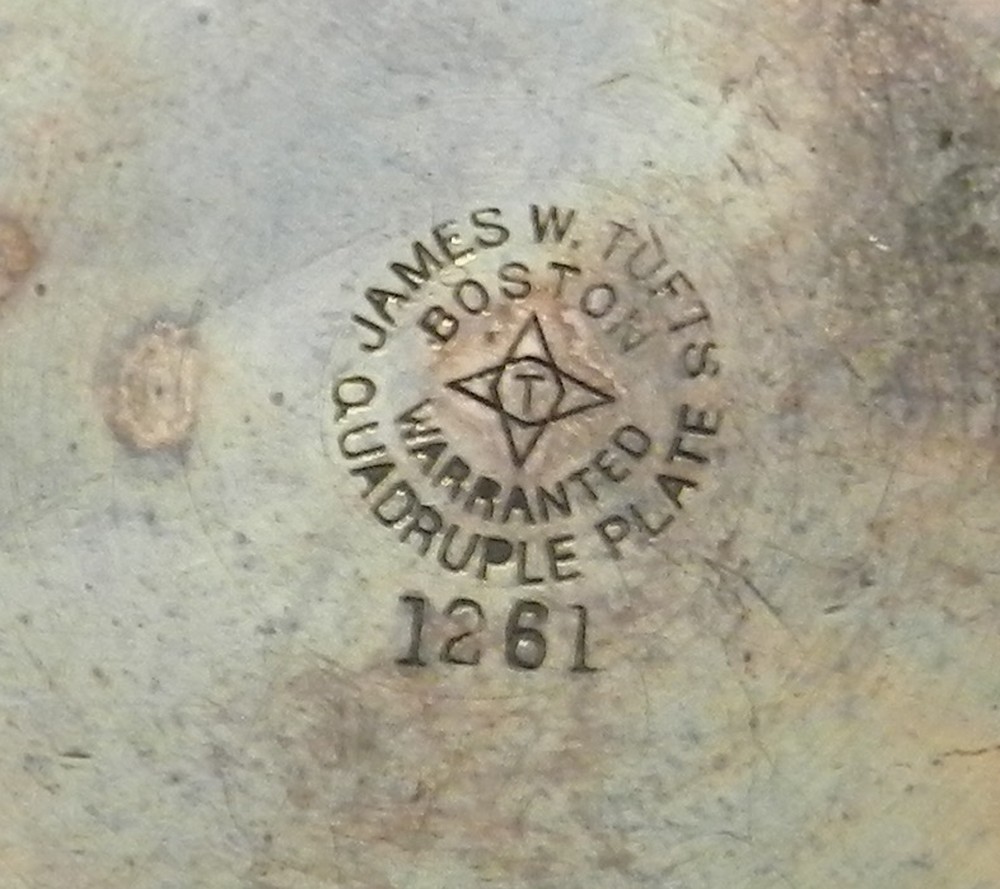 JAMES W. TUFTS
BOSTON
T
WARRANTED
QUADRUPLE PLATE
1261